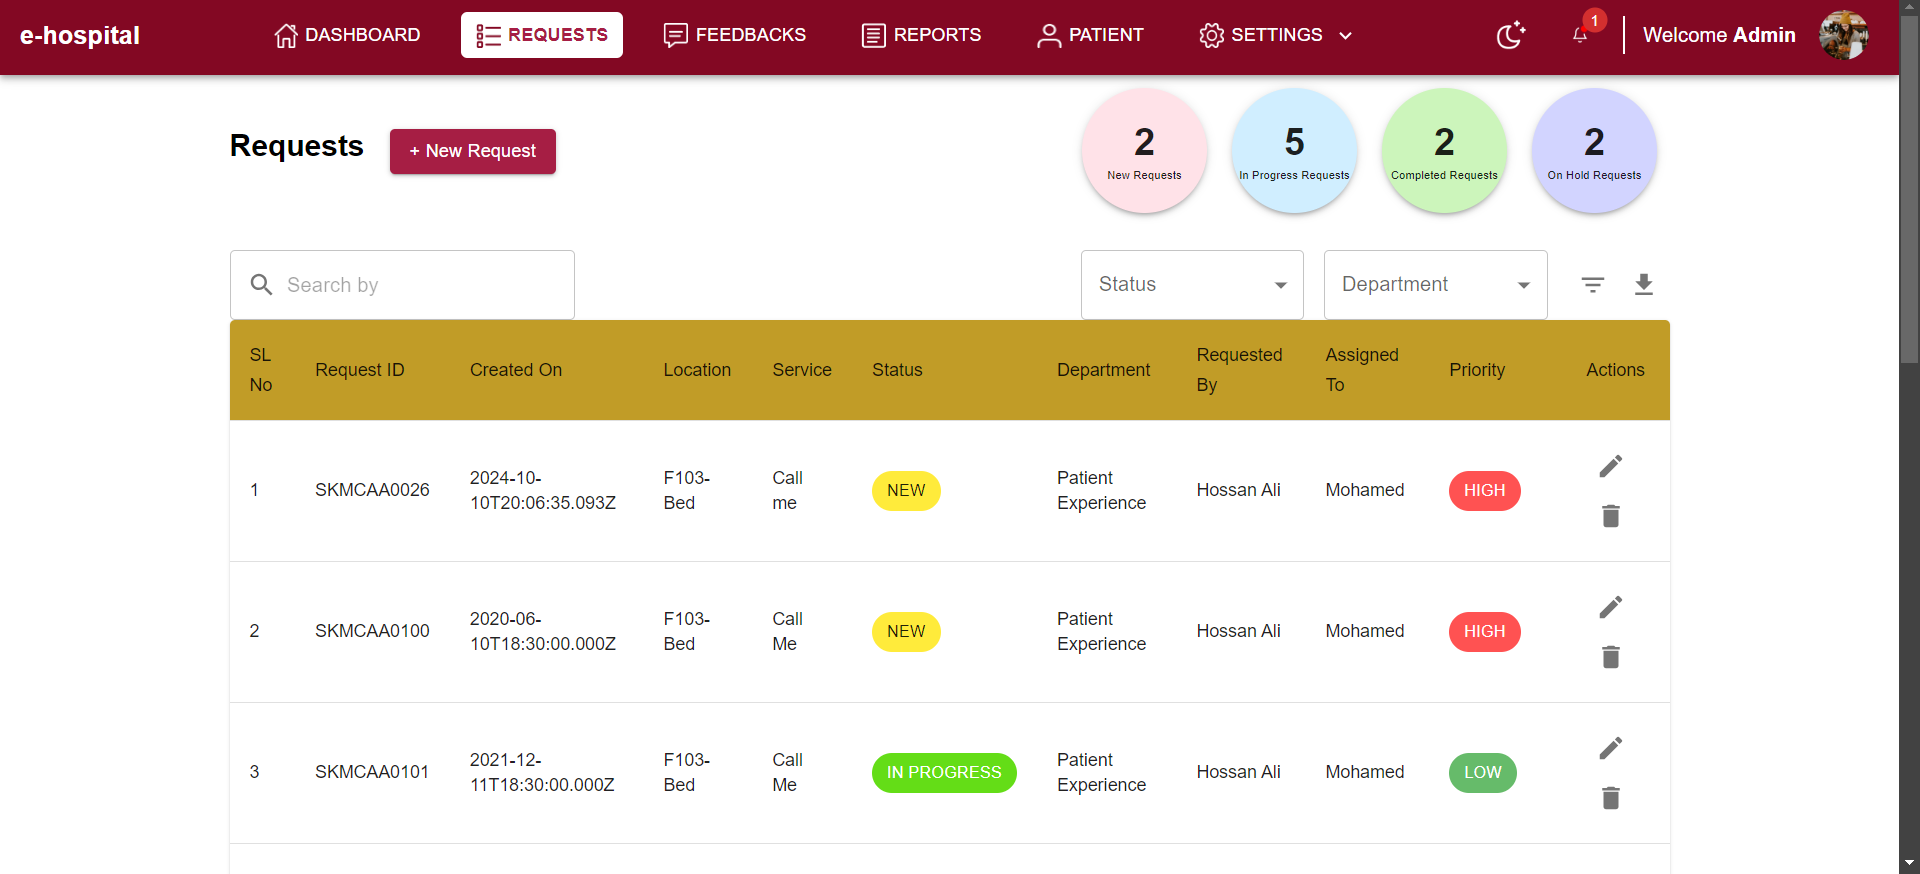 e-hospital
DASHBOARD
REQUESTS
FEEDBACKS
REPORTS
PATIENT
SETTINGS
1
Welcome Admin
Requests
+ New Request
2
New Requests
5
In Progress Requests
2
Completed Requests
2
On Hold Requests
Search by
Status
Department
SL No
Request ID
Created On
Location
Service
Status
Department
Requested By
Assigned To
Priority
Actions
1
SKMCAA0026
2024-10-
10T20:06:35.093Z
F103-
Bed
Call
me
NEW
Patient
Experience
Hossan Ali
Mohamed
HIGH
2
SKMCAA0100
2020-06-
10T18:30:00.000Z
F103-
Bed
Call
Me
NEW
Patient
Experience
Hossan Ali
Mohamed
HIGH
3
SKMCAA0101
2021-12-
11T18:30:00.000Z
F103-
Bed
Call
Me
IN PROGRESS
Patient
Experience
Hossan Ali
Mohamed
LOW